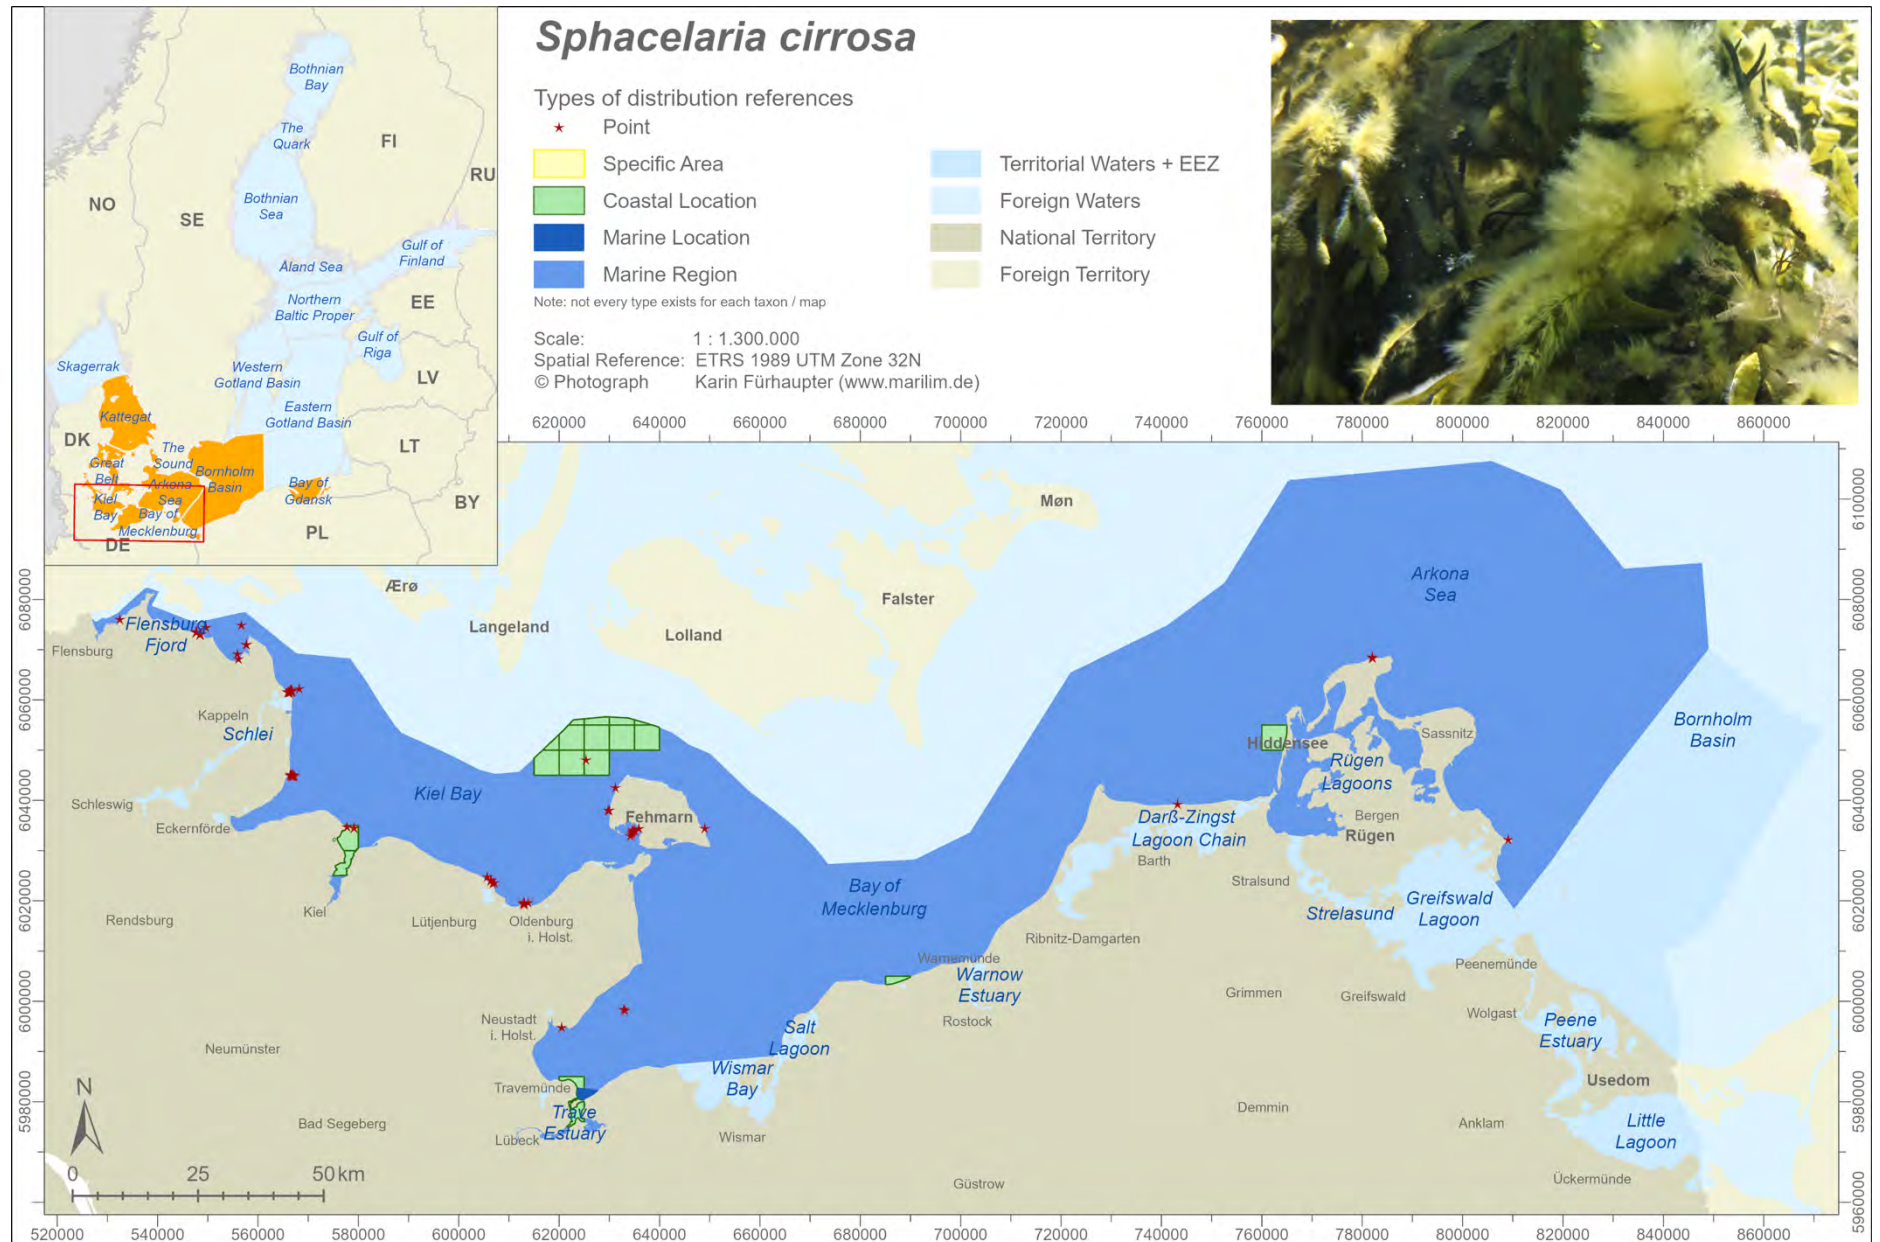 Sphacelaria cirrosa
Types of distribution references
Point
Specific Area
Coastal Location
Marine Location
Marine Region
Territorial Waters + EEZ
Foreign Waters
National Territory
Foreign Territory
Note: not every type exists for each taxon / map
Scale: 1 : 1.300.000
Spatial Reference: ETRS 1989 UTM Zone 32N
© Photograph Karin Fürhaupter (www.marilim.de)
Bothnian
Bay
The
Quark
FI
RU
NO
SE
Bothnian
Sea
Gulf of
Finland
Åland Sea
Northern
Baltic Proper
EE
Gulf of
Riga
Skagerrak
Western
Gotland Basin
LV
Kattegat
Eastern
Gotland Basin
DK
The
Sound
LT
Great
Belt
Bornholm
Basin
Arkona
Sea
Bay of
Gdansk
Kiel
Bay
Bay of
Mecklenburg
BY
PL
DE
620000 640000 660000 680000 700000 720000 740000 760000 780000 800000 820000 840000 860000
6100000
6080000
6060000
6040000
6020000
6000000
5980000
5960000
6080000
6060000
6040000
6020000
6000000
5980000
Møn
Ærø
Falster
Langeland
Lolland
Arkona
Sea
Flensburg
Fjord
Flensburg
Kappeln
Schlei
Schleswig
Eckernförde
Kiel Bay
Fehmarn
Hiddensee
Sassnitz
Rügen
Lagoons
Bornholm
Basin
Bergen
Rügen
Darß-Zingst
Lagoon Chain
Barth
Stralsund
Greifswald
Lagoon
Strelasund
Bay of
Mecklenburg
Rendsburg
Kiel
Lütjenburg
Oldenburg
i. Holst.
Ribnitz-Damgarten
Warnemünde
Warnow
Estuary
Peenemünde
Grimmen
Greifswald
Wolgast
Peene
Estuary
Neustadt
i. Holst.
Rostock
Salt
Lagoon
Neumünster
Wismar
Bay
Travemünde
Usedom
Trave
Estuary
Bad Segeberg
Lübeck
Wismar
Demmin
Anklam
Little
Lagoon
Güstrow
Ückermünde
N
0 25 50 km
520000 540000 560000 580000 600000 620000 640000 660000 680000 700000 720000 740000 760000 780000 800000 820000 840000 860000